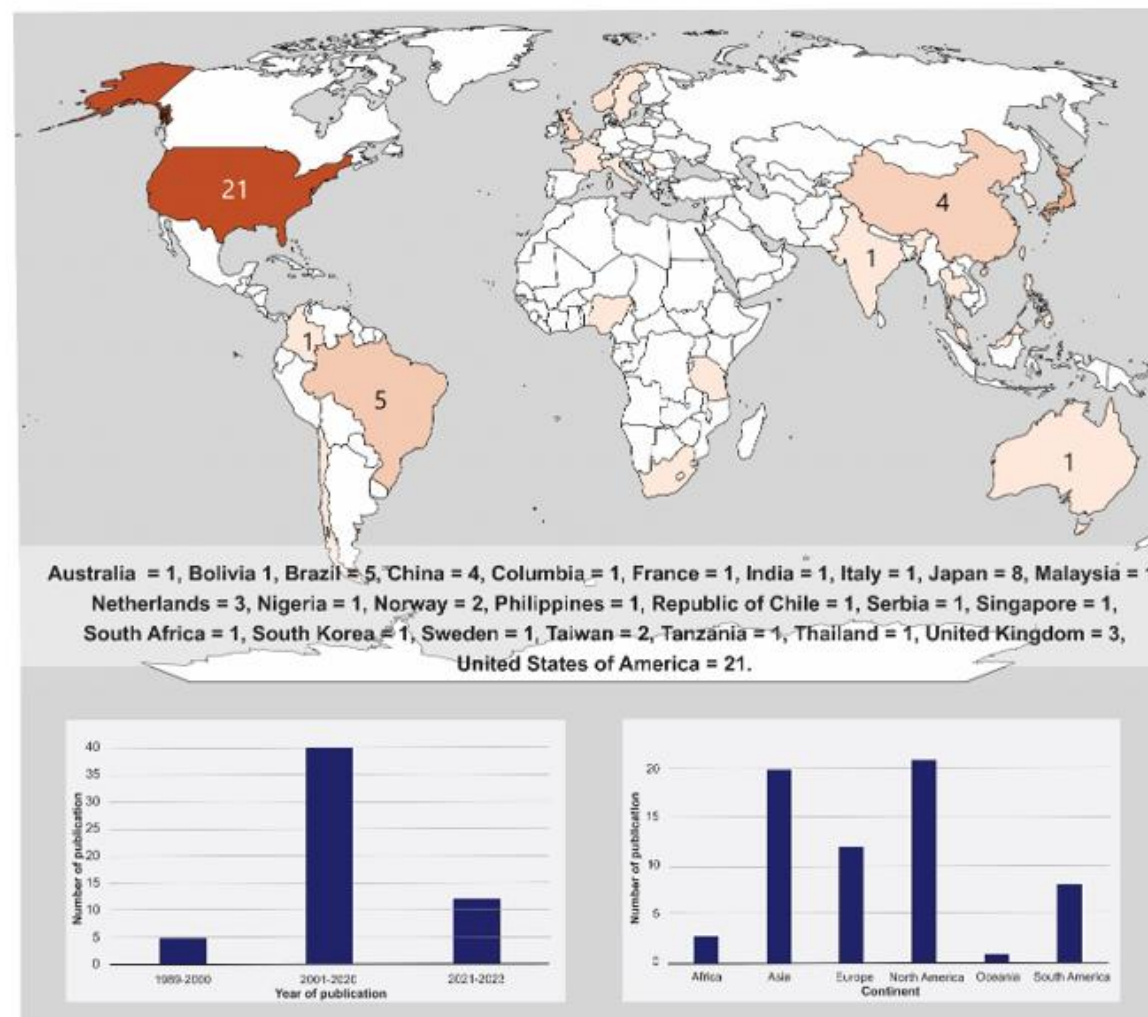 21
4
1
1
5
1
Australia = 1, Bolivia 1, Brazil = 5, China = 4, Columbia = 1, France = 1, India = 1, Italy = 1, Japan = 8, Malaysia = 1
Netherlands = 3, Nigeria = 1, Norway = 2, Philippines = 1, Republic of Chile = 1, Serbia = 1, Singapore = 1,
South Africa = 1, South Korea = 1, Sweden = 1, Taiwan = 2, Tanzania = 1, Thailand = 1, United Kingdom = 3,
United States of America = 21.
Number of publication
40
35
30
25
20
15
10
5
0
1989-2000
2001-2020
2021-2023
Year of publication
Number of publication
20
15
10
5
0
Africa
Asia
Europe
North America
Oceania
South America
Continent